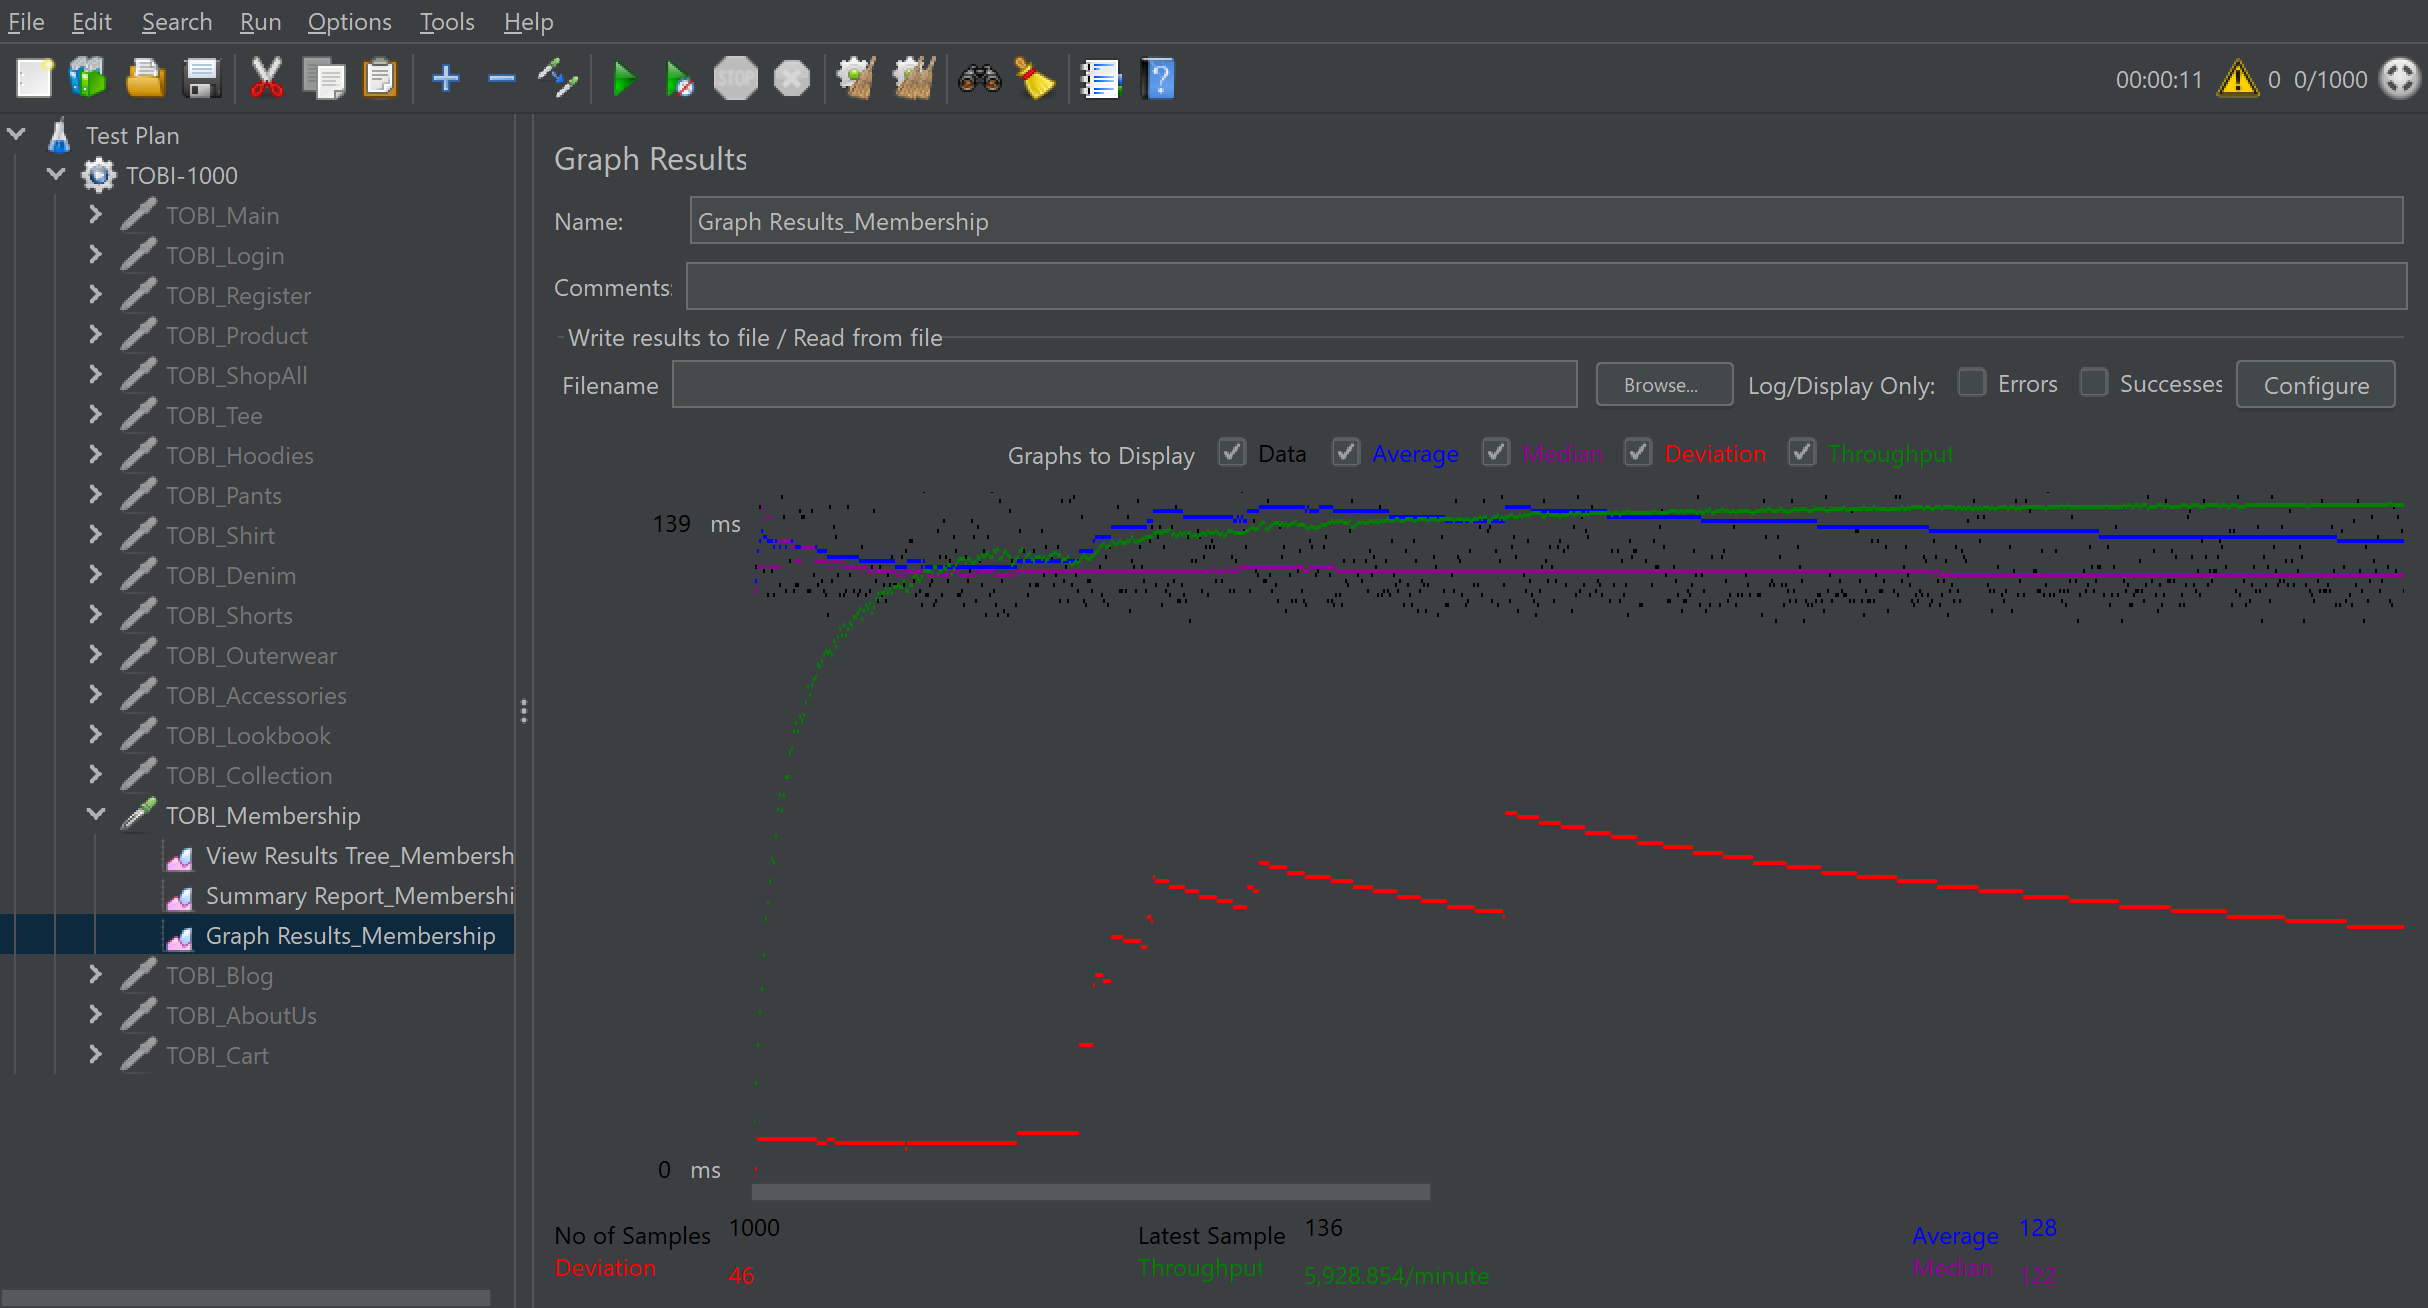 File Edit Search Run Options Tools Help
STOP
00:00:11 0 0/1000
Test Plan
TOBI-1000
TOBI_Main
TOBI_Login
TOBI_Register
TOBI_Product
TOBI_ShopAll
TOBI_Tee
TOBI_Hoodies
TOBI_Pants
TOBI_Shirt
TOBI_Denim
TOBI_Shorts
TOBI_Outerwear
TOBI_Accessories
TOBI_Lookbook
TOBI_Collection
TOBI_Membership
View Results Tree_Membersh
Summary Report_Membershi
Graph Results_Membership
TOBI_Blog
TOBI_AboutUs
TOBI_Cart
Graph Results
Name: Graph Results_Membership
Comments:
Write results to file / Read from file
Filename Browse... Log/Display Only: Errors Successes Configure
Graphs to Display Data Average Median Deviation Throughput
139 ms
0 ms
No of Samples 1000 Latest Sample 136 Average 128
Deviation 46 Throughput 5,928.854/minute Median 122